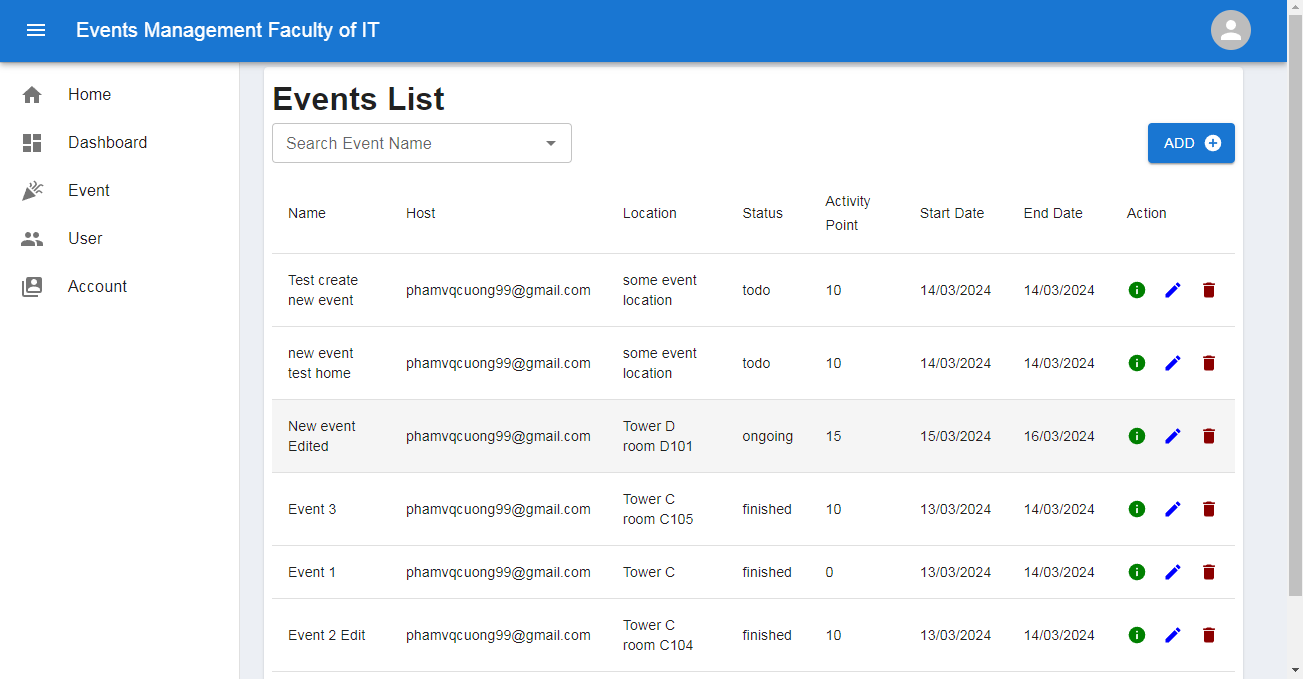 Events Management Faculty of IT
Home
Dashboard
Event
User
Account
Events List
Search Event Name
ADD
Name Host Location Status Activity Point Start Date End Date Action
Test create new event phamvqcuong99@gmail.com some event location todo 10 14/03/2024 14/03/2024
new event test home phamvqcuong99@gmail.com some event location todo 10 14/03/2024 14/03/2024
New event Edited phamvqcuong99@gmail.com Tower D room D101 ongoing 15 15/03/2024 16/03/2024
Event 3 phamvqcuong99@gmail.com Tower C room C105 finished 10 13/03/2024 14/03/2024
Event 1 phamvqcuong99@gmail.com Tower C finished 0 13/03/2024 14/03/2024
Event 2 Edit phamvqcuong99@gmail.com Tower C room C104 finished 10 13/03/2024 14/03/2024